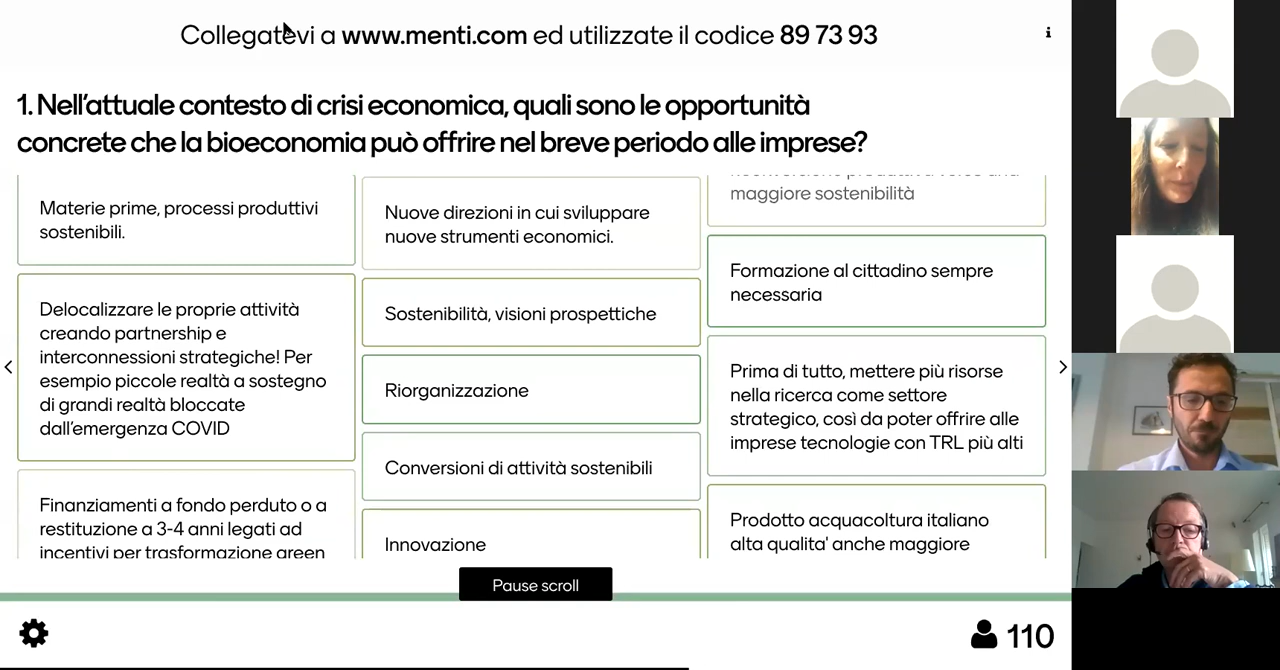 Collegatevi a www.menti.com ed utilizzate il codice 89 73 93
1. Nell'attuale contesto di crisi economica, quali sono le opportunità
concrete che la bioeconomia può offrire nel breve periodo alle imprese?
Materie prime, processi produttivi
sostenibili.
Delocalizzare le proprie attività
creando partnership e
interconnessioni strategiche! Per
esempio piccole realtà a sostegno
di grandi realtà bloccate
dall'emergenza COVID
Finanziamenti a fondo perduto o a
restituzione a 3-4 anni legati ad
incentivi per trasformazione green
Nuove direzioni in cui sviluppare
nuove strumenti economici.
Sostenibilità, visioni prospettiche
Riorganizzazione
Conversioni di attività sostenibili
Innovazione
maggiore sostenibilità
Formazione al cittadino sempre
necessaria
Prima di tutto, mettere più risorse
nella ricerca come settore
strategico, così da poter offrire alle
imprese tecnologie con TRL più alti
Prodotto acquacoltura italiano
alta qualita' anche maggiore
Pause scroll
110